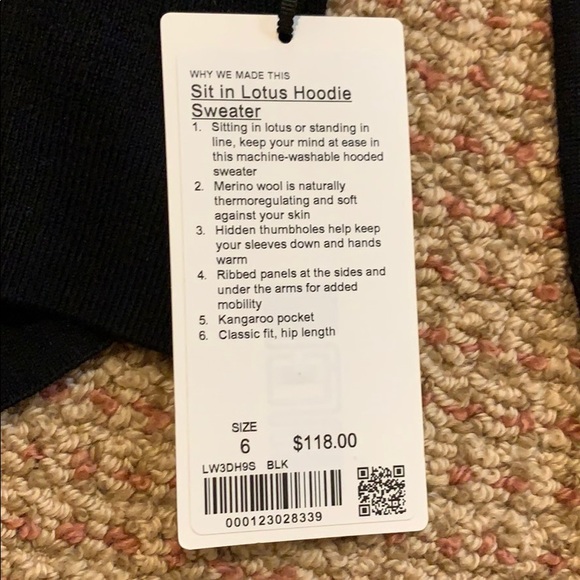 WHY WE MADE THIS
Sit in Lotus Hoodie
Sweater
1. Sitting in lotus or standing in
line, keep your mind at ease in
this machine-washable hooded
sweater
2. Merino wool is naturally
thermoregulating and soft
against your skin
3. Hidden thumbholes help keep
your sleeves down and hands
warm
4. Ribbed panels at the sides and
under the arms for added
mobility
5. Kangaroo pocket
6. Classic fit, hip length
SIZE
6 $118.00
LW3DH9S BLK
000123028339